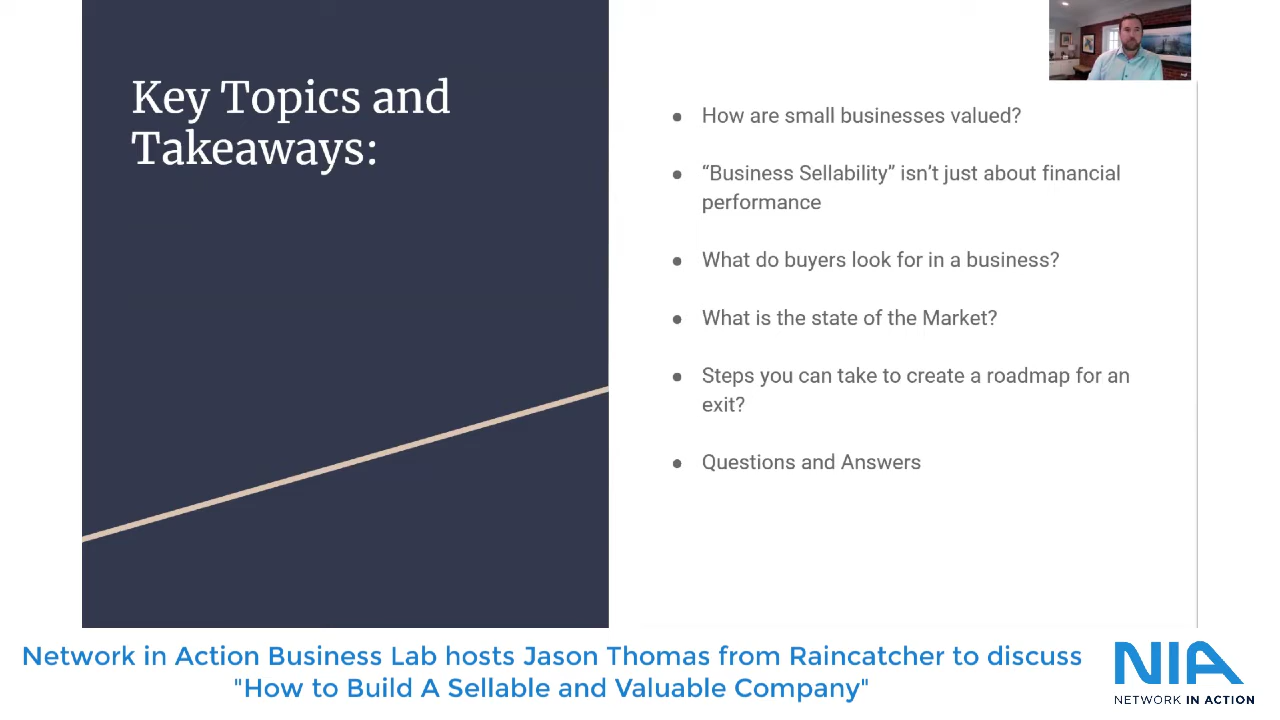 Key Topics and
Takeaways:
● How are small businesses valued?
● “Business Sellability” isn’t just about financial
performance
● What do buyers look for in a business?
● What is the state of the Market?
● Steps you can take to create a roadmap for an
exit?
● Questions and Answers
Network in Action Business Lab hosts Jason Thomas from Raincatcher to discuss
"How to Build A Sellable and Valuable Company"
NIA
NETWORK IN ACTION